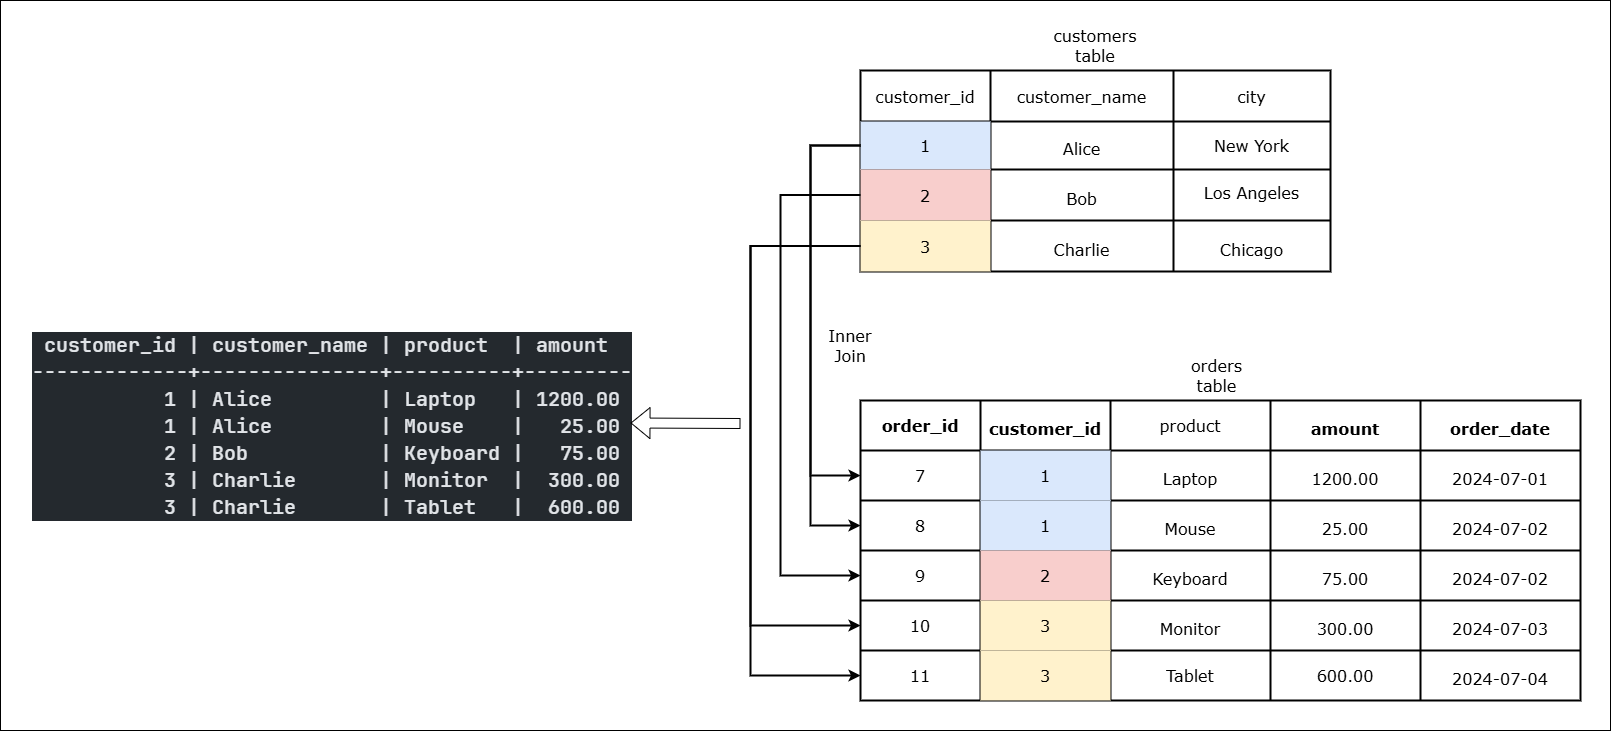 customers
table
customer_id customer_name city
1 Alice New York
2 Bob Los Angeles
3 Charlie Chicago
Inner
Join
customer_id | customer_name | product | amount
-------------+---------------+----------+---------
1 | Alice | Laptop | 1200.00
1 | Alice | Mouse | 25.00
2 | Bob | Keyboard | 75.00
3 | Charlie | Monitor | 300.00
3 | Charlie | Tablet | 600.00
orders
table
order_id customer_id product amount order_date
7 1 Laptop 1200.00 2024-07-01
8 1 Mouse 25.00 2024-07-02
9 2 Keyboard 75.00 2024-07-02
10 3 Monitor 300.00 2024-07-03
11 3 Tablet 600.00 2024-07-04